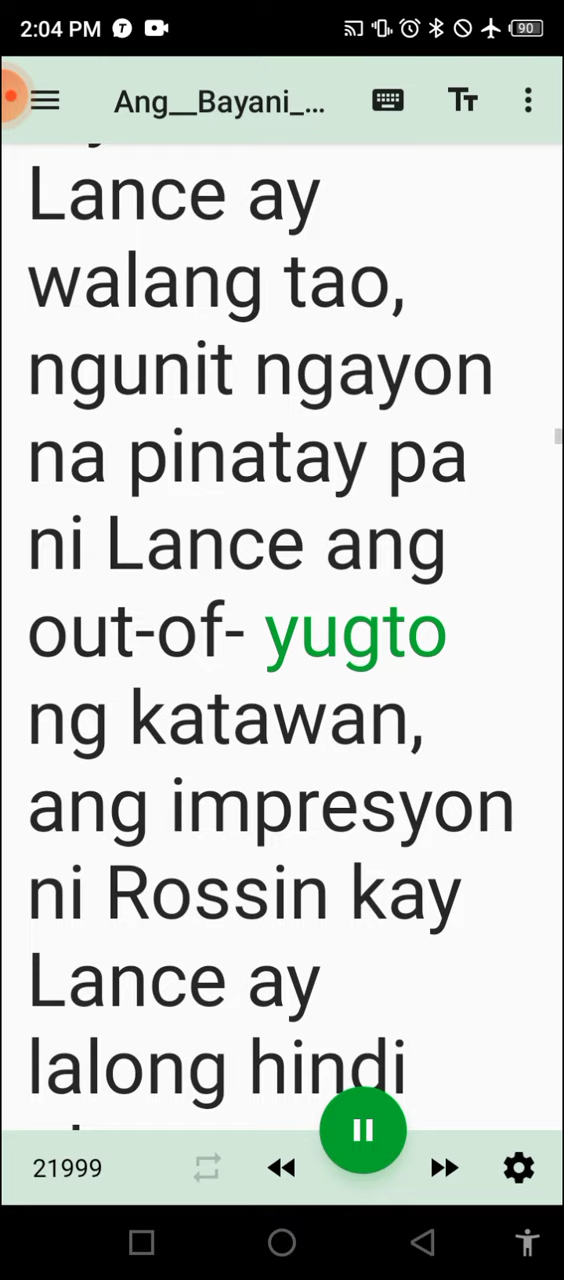 2:04 PM
90
Ang__Bayani_...
Lance ay
walang tao,
ngunit ngayon
na pinatay pa
ni Lance ang
out-of- yugto
ng katawan,
ang impresyon
ni Rossin kay
Lance ay
lalong hindi
21999